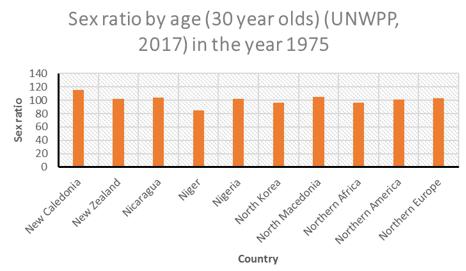 Sex ratio by age (30 year olds) (UNWPP,
2017) in the year 1975
Sex ratio
140
120
100
80
60
40
20
0
New Caledonia
New Zealand
Nicaragua
Niger
Nigeria
North Korea
North Macedonia
Northern Africa
Northern America
Northern Europe
Country